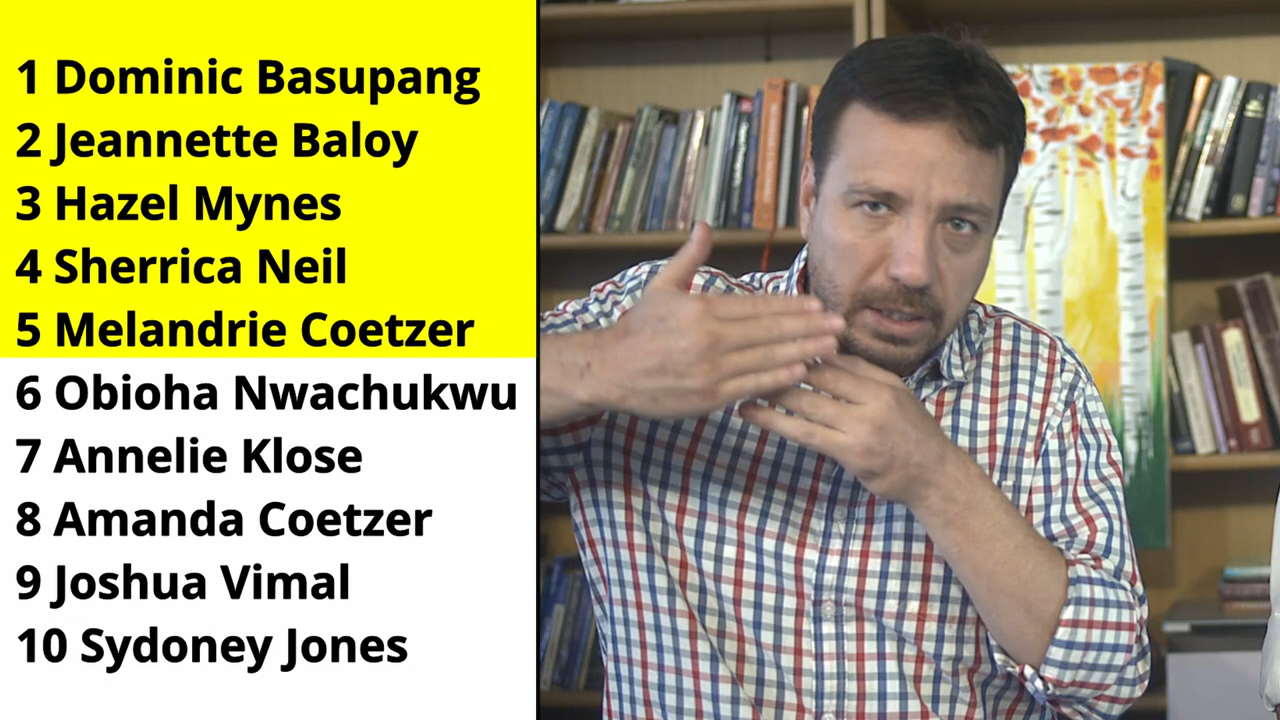 1 Dominic Basupang
2 Jeannette Baloy
3 Hazel Mynes
4 Sherrica Neil
5 Melandrie Coetzer
6 Obioha Nwachukwu
7 Annelie Klose
8 Amanda Coetzer
9 Joshua Vimal
10 Sydoney Jones